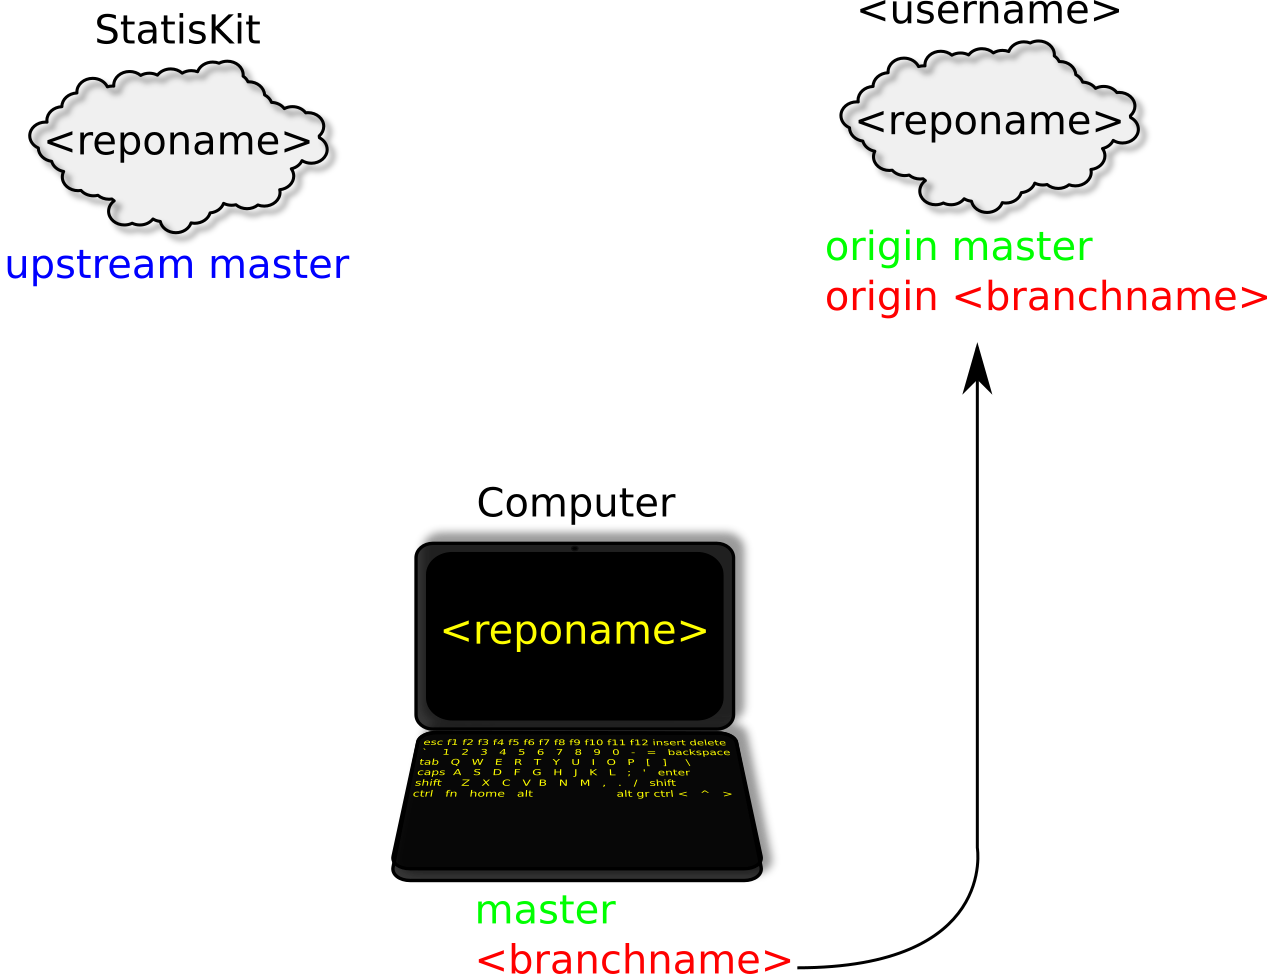 StatisKit
<reponame>
upstream master
<username>
<reponame>
origin master
origin <branchname>
Computer
<reponame>
esc f1 f2 f3 f4 f5 f6 f7 f8 f9 f10 f11 f12 insert delete
` 1 2 3 4 5 6 7 8 9 0 - = backspace
tab Q W E R T Y U I O P [ ] \
caps A S D F G H J K L ; ' enter
shift Z X C V B N M , . / shift
ctrl fn home alt alt gr ctrl < ^ >
master
<branchname>